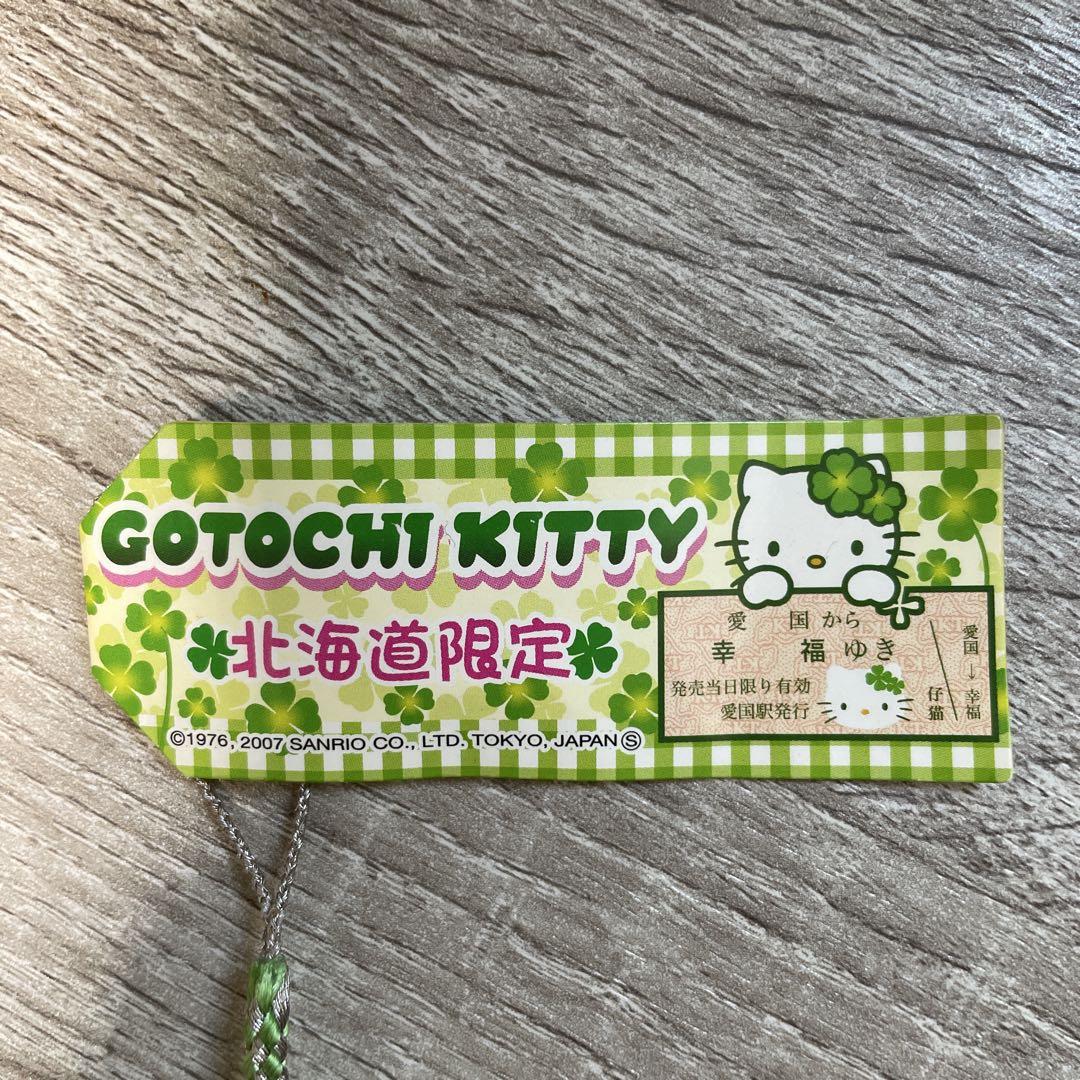 GOTOCHI KITTY
北海道限定
©1976, 2007 SANRIO CO., LTD. TOKYO, JAPAN Ⓢ
愛 国 から
幸 福 ゆき
発売当日限り有効
愛国駅発行
愛国→幸福
仔猫